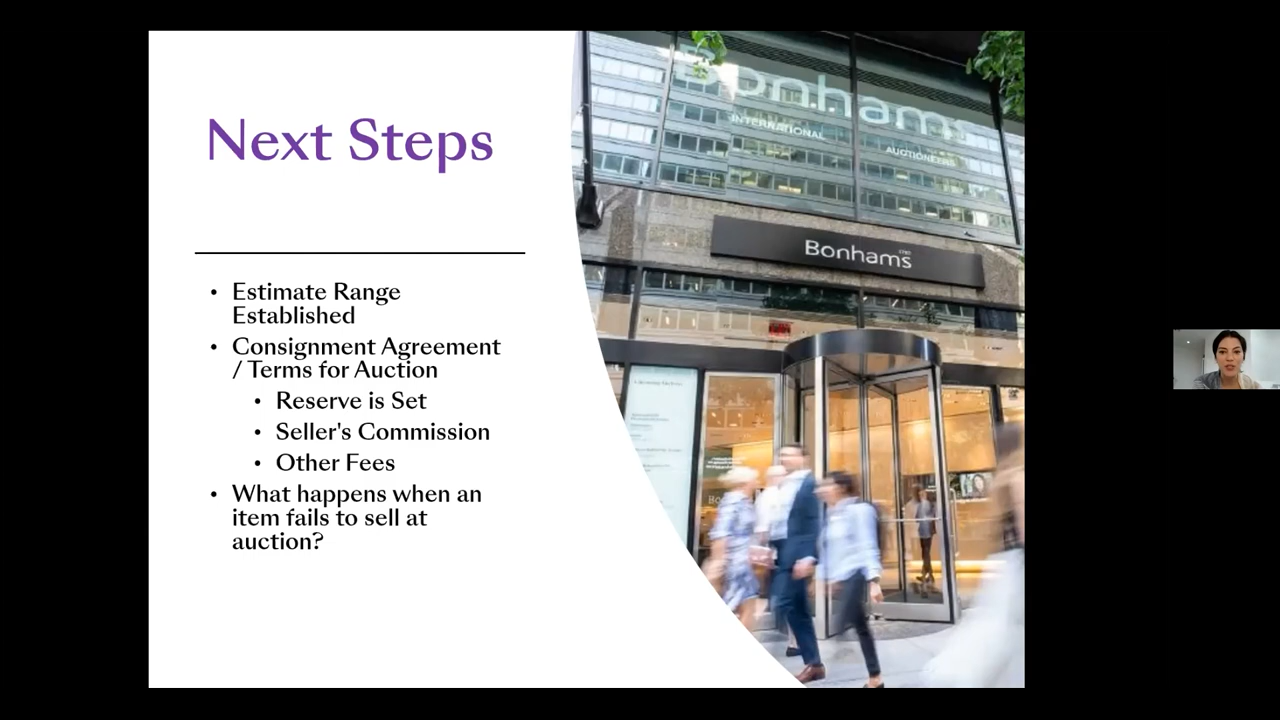 Next Steps
• Estimate Range
Established
• Consignment Agreement
/ Terms for Auction
• Reserve is Set
• Seller's Commission
• Other Fees
• What happens when an
item fails to sell at
auction?
Bonhams
INTERNATIONAL
AUCTIONEERS
Bonhams